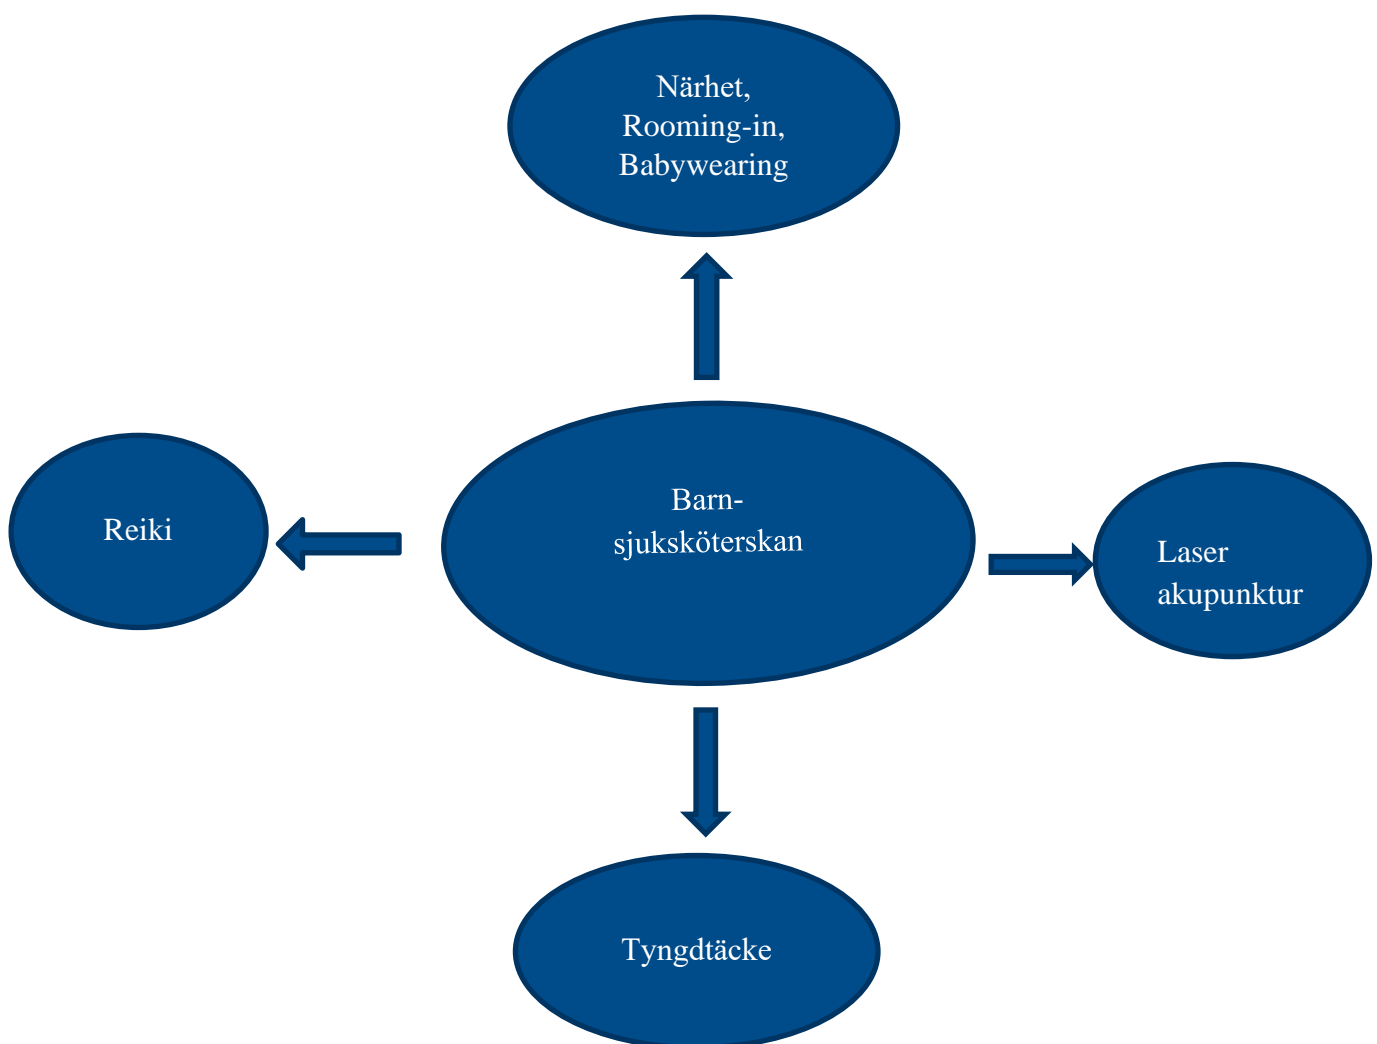 Närhet,
Rooming-in,
Babywearing
Barn-
sjuksköterskan
Reiki
Laser
akupunktur
Tyngdtäcke